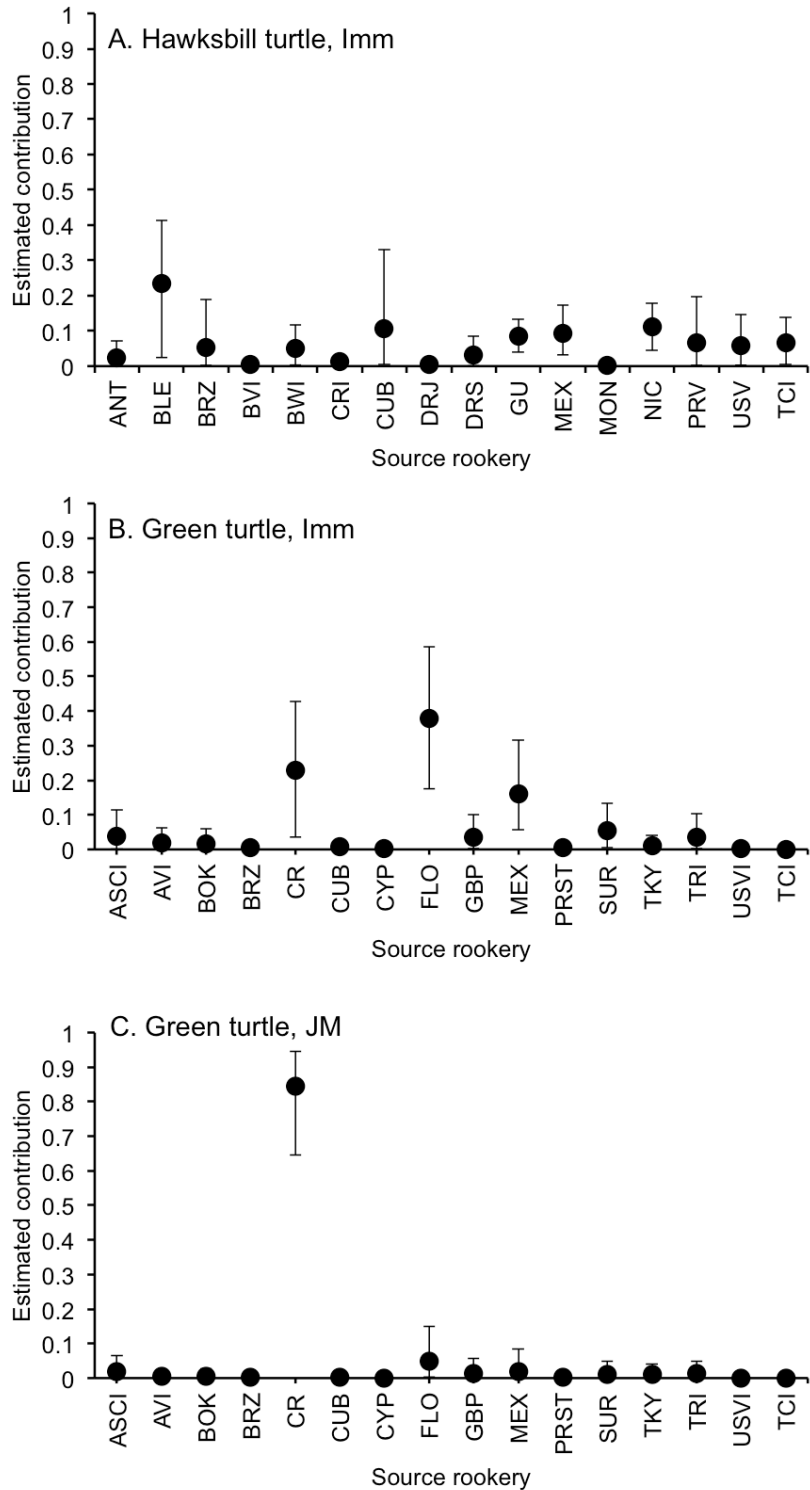 A. Hawksbill turtle, Imm
Estimated contribution
1
0.9
0.8
0.7
0.6
0.5
0.4
0.3
0.2
0.1
0
ANT BLE BRZ BVI BWI CRI CUB DRJ DRS GU MEX MON NIC PRV USV TCI
Source rookery
B. Green turtle, Imm
Estimated contribution
1
0.9
0.8
0.7
0.6
0.5
0.4
0.3
0.2
0.1
0
ASCI AVI BOK BRZ CR CUB CYP FLO GBP MEX PRST SUR TKY TRI USVI TCI
Source rookery
C. Green turtle, JM
Estimated contribution
1
0.9
0.8
0.7
0.6
0.5
0.4
0.3
0.2
0.1
0
ASCI AVI BOK BRZ CR CUB CYP FLO GBP MEX PRST SUR TKY TRI USVI TCI
Source rookery